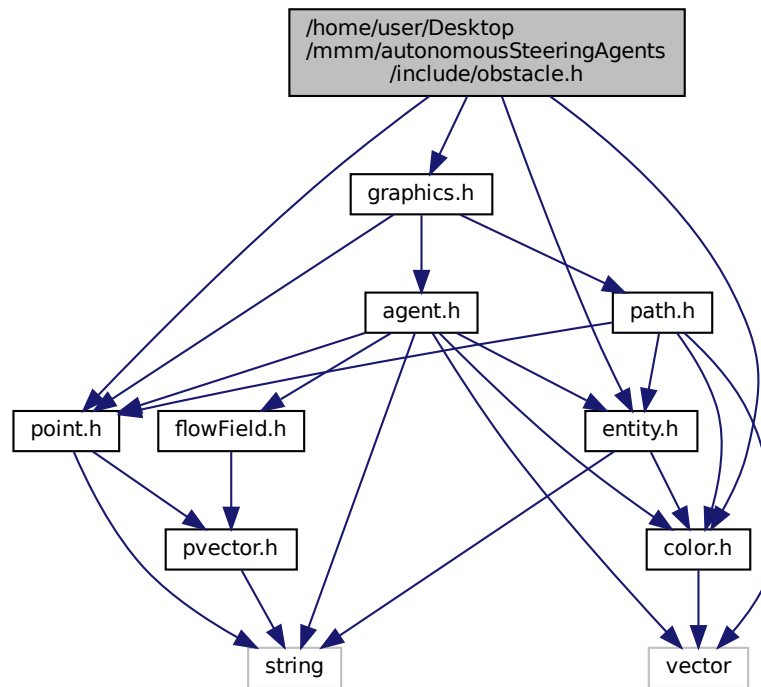 /home/user/Desktop
/mmm/autonomousSteeringAgents
/include/obstacle.h
graphics.h
agent.h
path.h
point.h
flowField.h
entity.h
pvector.h
color.h
string
vector